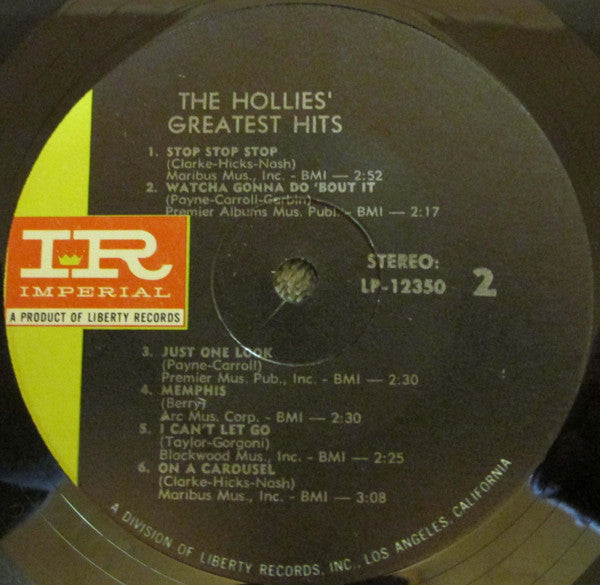 THE HOLLIES'
GREATEST HITS
1. STOP STOP STOP
(Clarke-Hicks-Nash)
Maribus Mus., Inc. - BMI — 2:52
2. WATCHA GONNA DO 'BOUT IT
(Payne-Carroll-Gerbin)
Premier Albums Mus. Publ. - BMI — 2:17
IR
IMPERIAL
A PRODUCT OF LIBERTY RECORDS
STEREO:
LP-12350 2
3. JUST ONE LOOK
(Payne-Carroll)
Premier Mus. Pub., Inc. - BMI — 2:30
4. MEMPHIS
(Berry)
Arc Mus. Corp. - BMI — 2:30
5. I CAN'T LET GO
(Taylor-Gorgoni)
Blackwood Mus., Inc. - BMI — 2:25
6. ON A CAROUSEL
(Clarke-Hicks-Nash)
Maribus Mus., Inc. - BMI — 3:08
A DIVISION OF LIBERTY RECORDS, INC., LOS ANGELES, CALIFORNIA